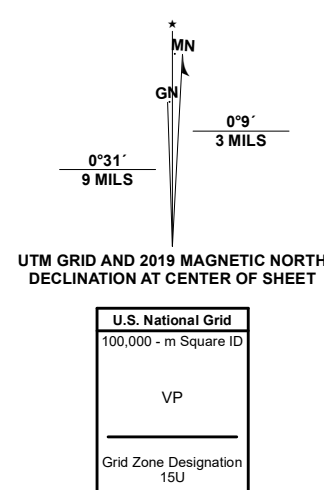 ★
MN
GN
0°9´
3 MILS
0°31´
9 MILS
UTM GRID AND 2019 MAGNETIC NORTH
DECLINATION AT CENTER OF SHEET
U.S. National Grid
100,000 - m Square ID
VP
Grid Zone Designation
15U